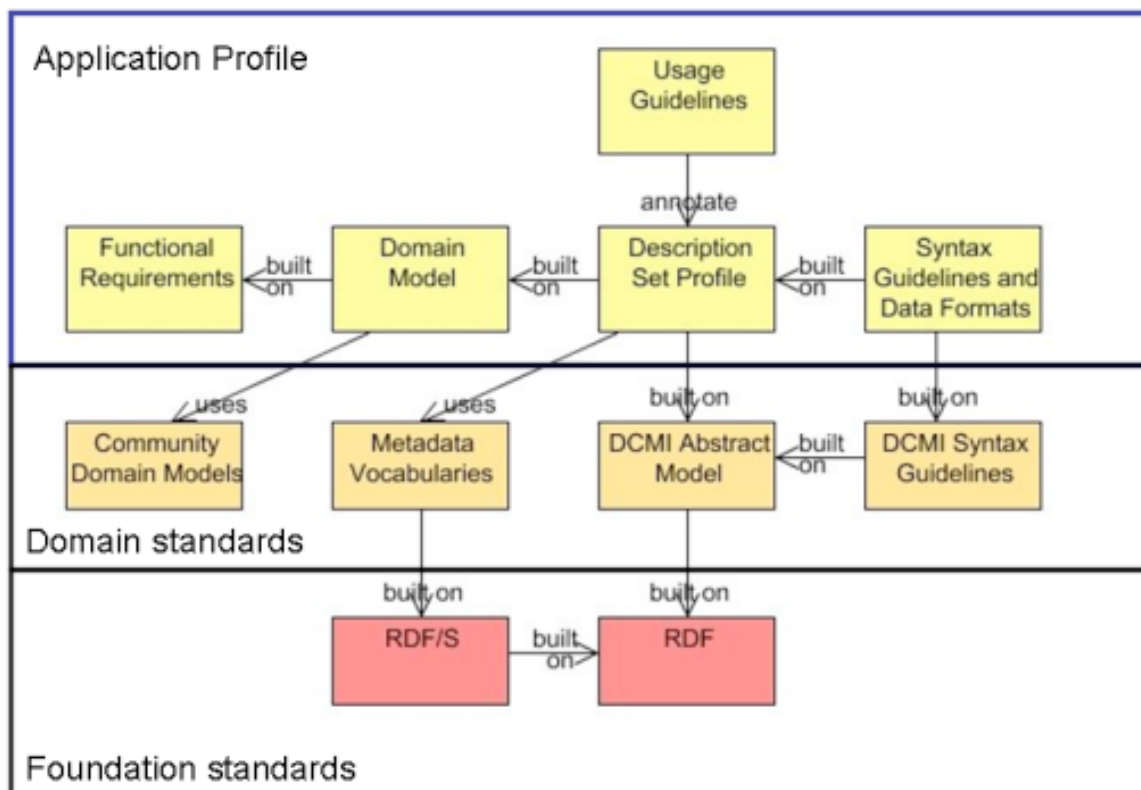 Application Profile
Usage
Guidelines
annotate
Functional
Requirements
built
on
Domain
Model
built
on
Description
Set Profile
built
on
Syntax
Guidelines and
Data Formats
uses
uses
built on
built on
Community
Domain Models
Metadada
Vocabularies
DCMI Abstract
Model
built
on
DCMI Syntax
Guidelines
Domain standards
built on
built on
RDF/S
built
on
RDF
Foundation standards